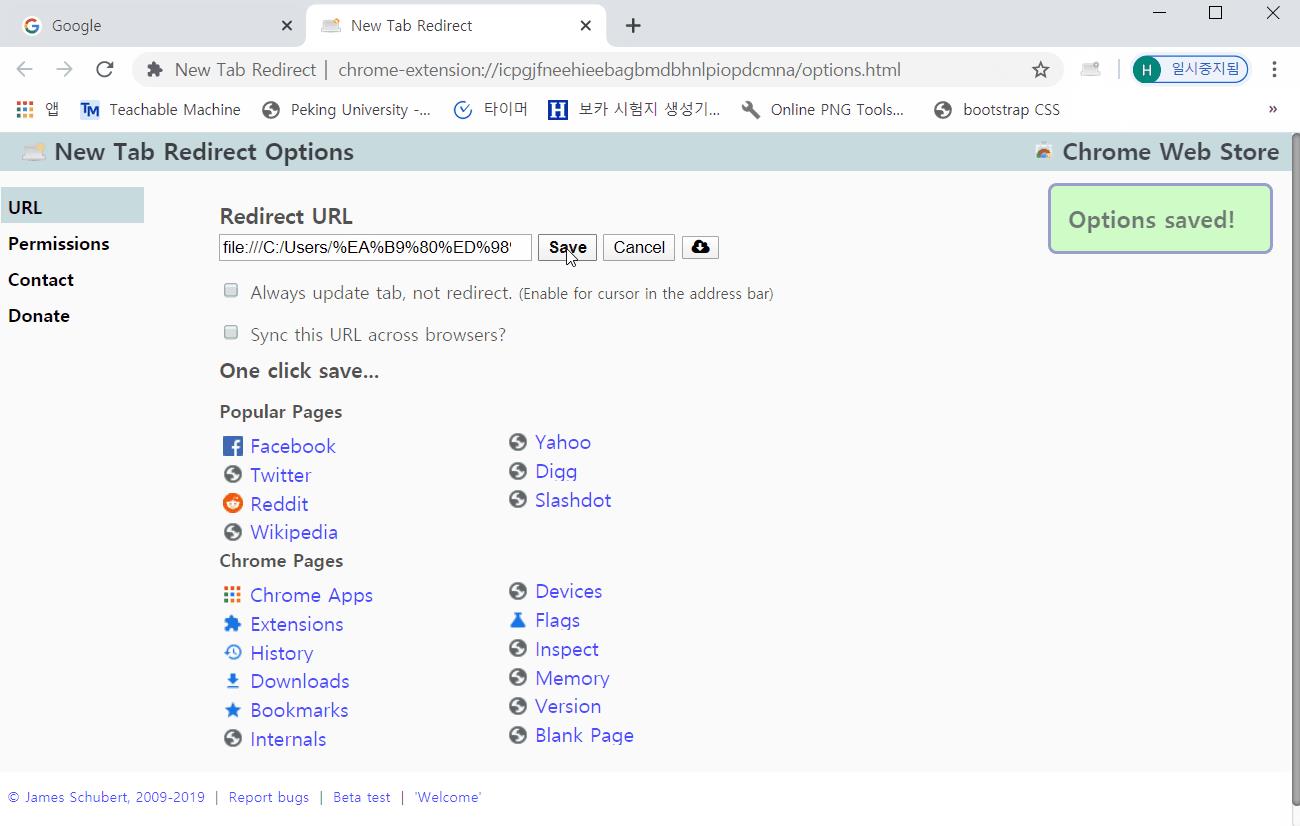 Google
New Tab Redirect
New Tab Redirect | chrome-extension://icpgjfneehieebagbmdbhnlpiopdcmna/options.html
H 일시중지됨
앱 TM Teachable Machine Peking University -... 타이머 H 보카 시험지 생성기... Online PNG Tools... bootstrap CSS »
New Tab Redirect Options
Chrome Web Store
URL
Permissions
Contact
Donate
Options saved!
Redirect URL
file:///C:/Users/%EA%B9%80%ED%98% Save Cancel
Always update tab, not redirect. (Enable for cursor in the address bar)
Sync this URL across browsers?
One click save...
Popular Pages
Facebook
Twitter
Reddit
Wikipedia
Yahoo
Digg
Slashdot
Chrome Pages
Chrome Apps
Extensions
History
Downloads
Bookmarks
Internals
Devices
Flags
Inspect
Memory
Version
Blank Page
© James Schubert, 2009-2019 | Report bugs | Beta test | 'Welcome'